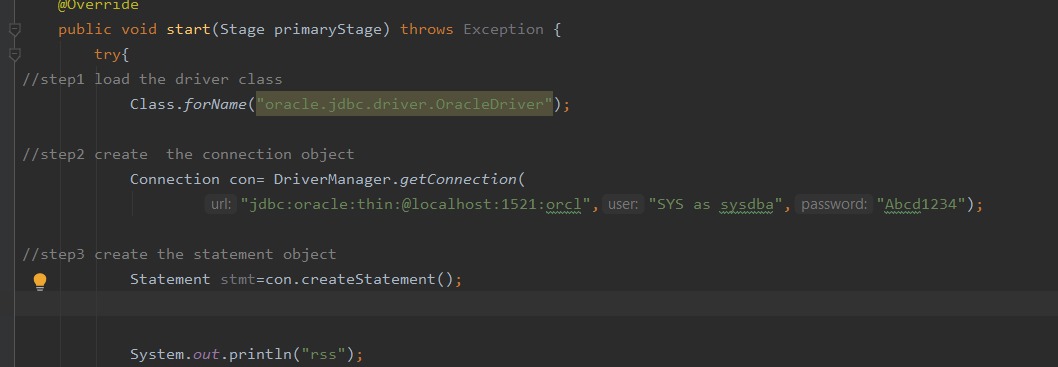 @Override
public void start(Stage primaryStage) throws Exception {
try{
//step1 load the driver class
Class.forName("oracle.jdbc.driver.OracleDriver");
//step2 create  the connection object
Connection con= DriverManager.getConnection(
url: "jdbc:oracle:thin:@localhost:1521:orcl", user: "SYS as sysdba", password: "Abcd1234");
//step3 create the statement object
Statement stmt=con.createStatement();
System.out.println("rss");